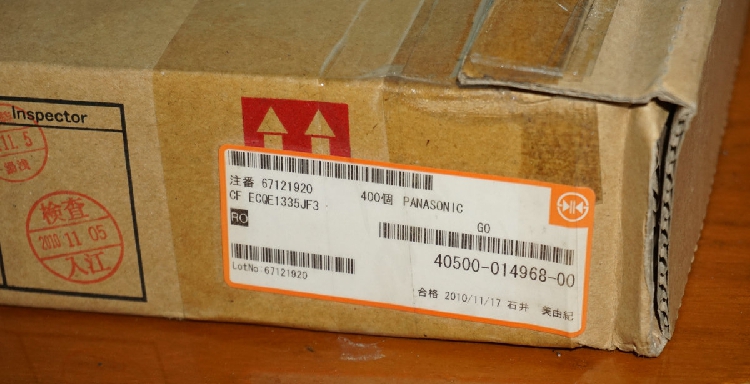 Inspector
11.5
検査
2010.11.05
入江
注番 67121920
CF ECQE1335JF3
400個 PANASONIC
RO
GO
40500-014968-00
LotNo.67121920
合格 2010/11/17 石井 美由紀